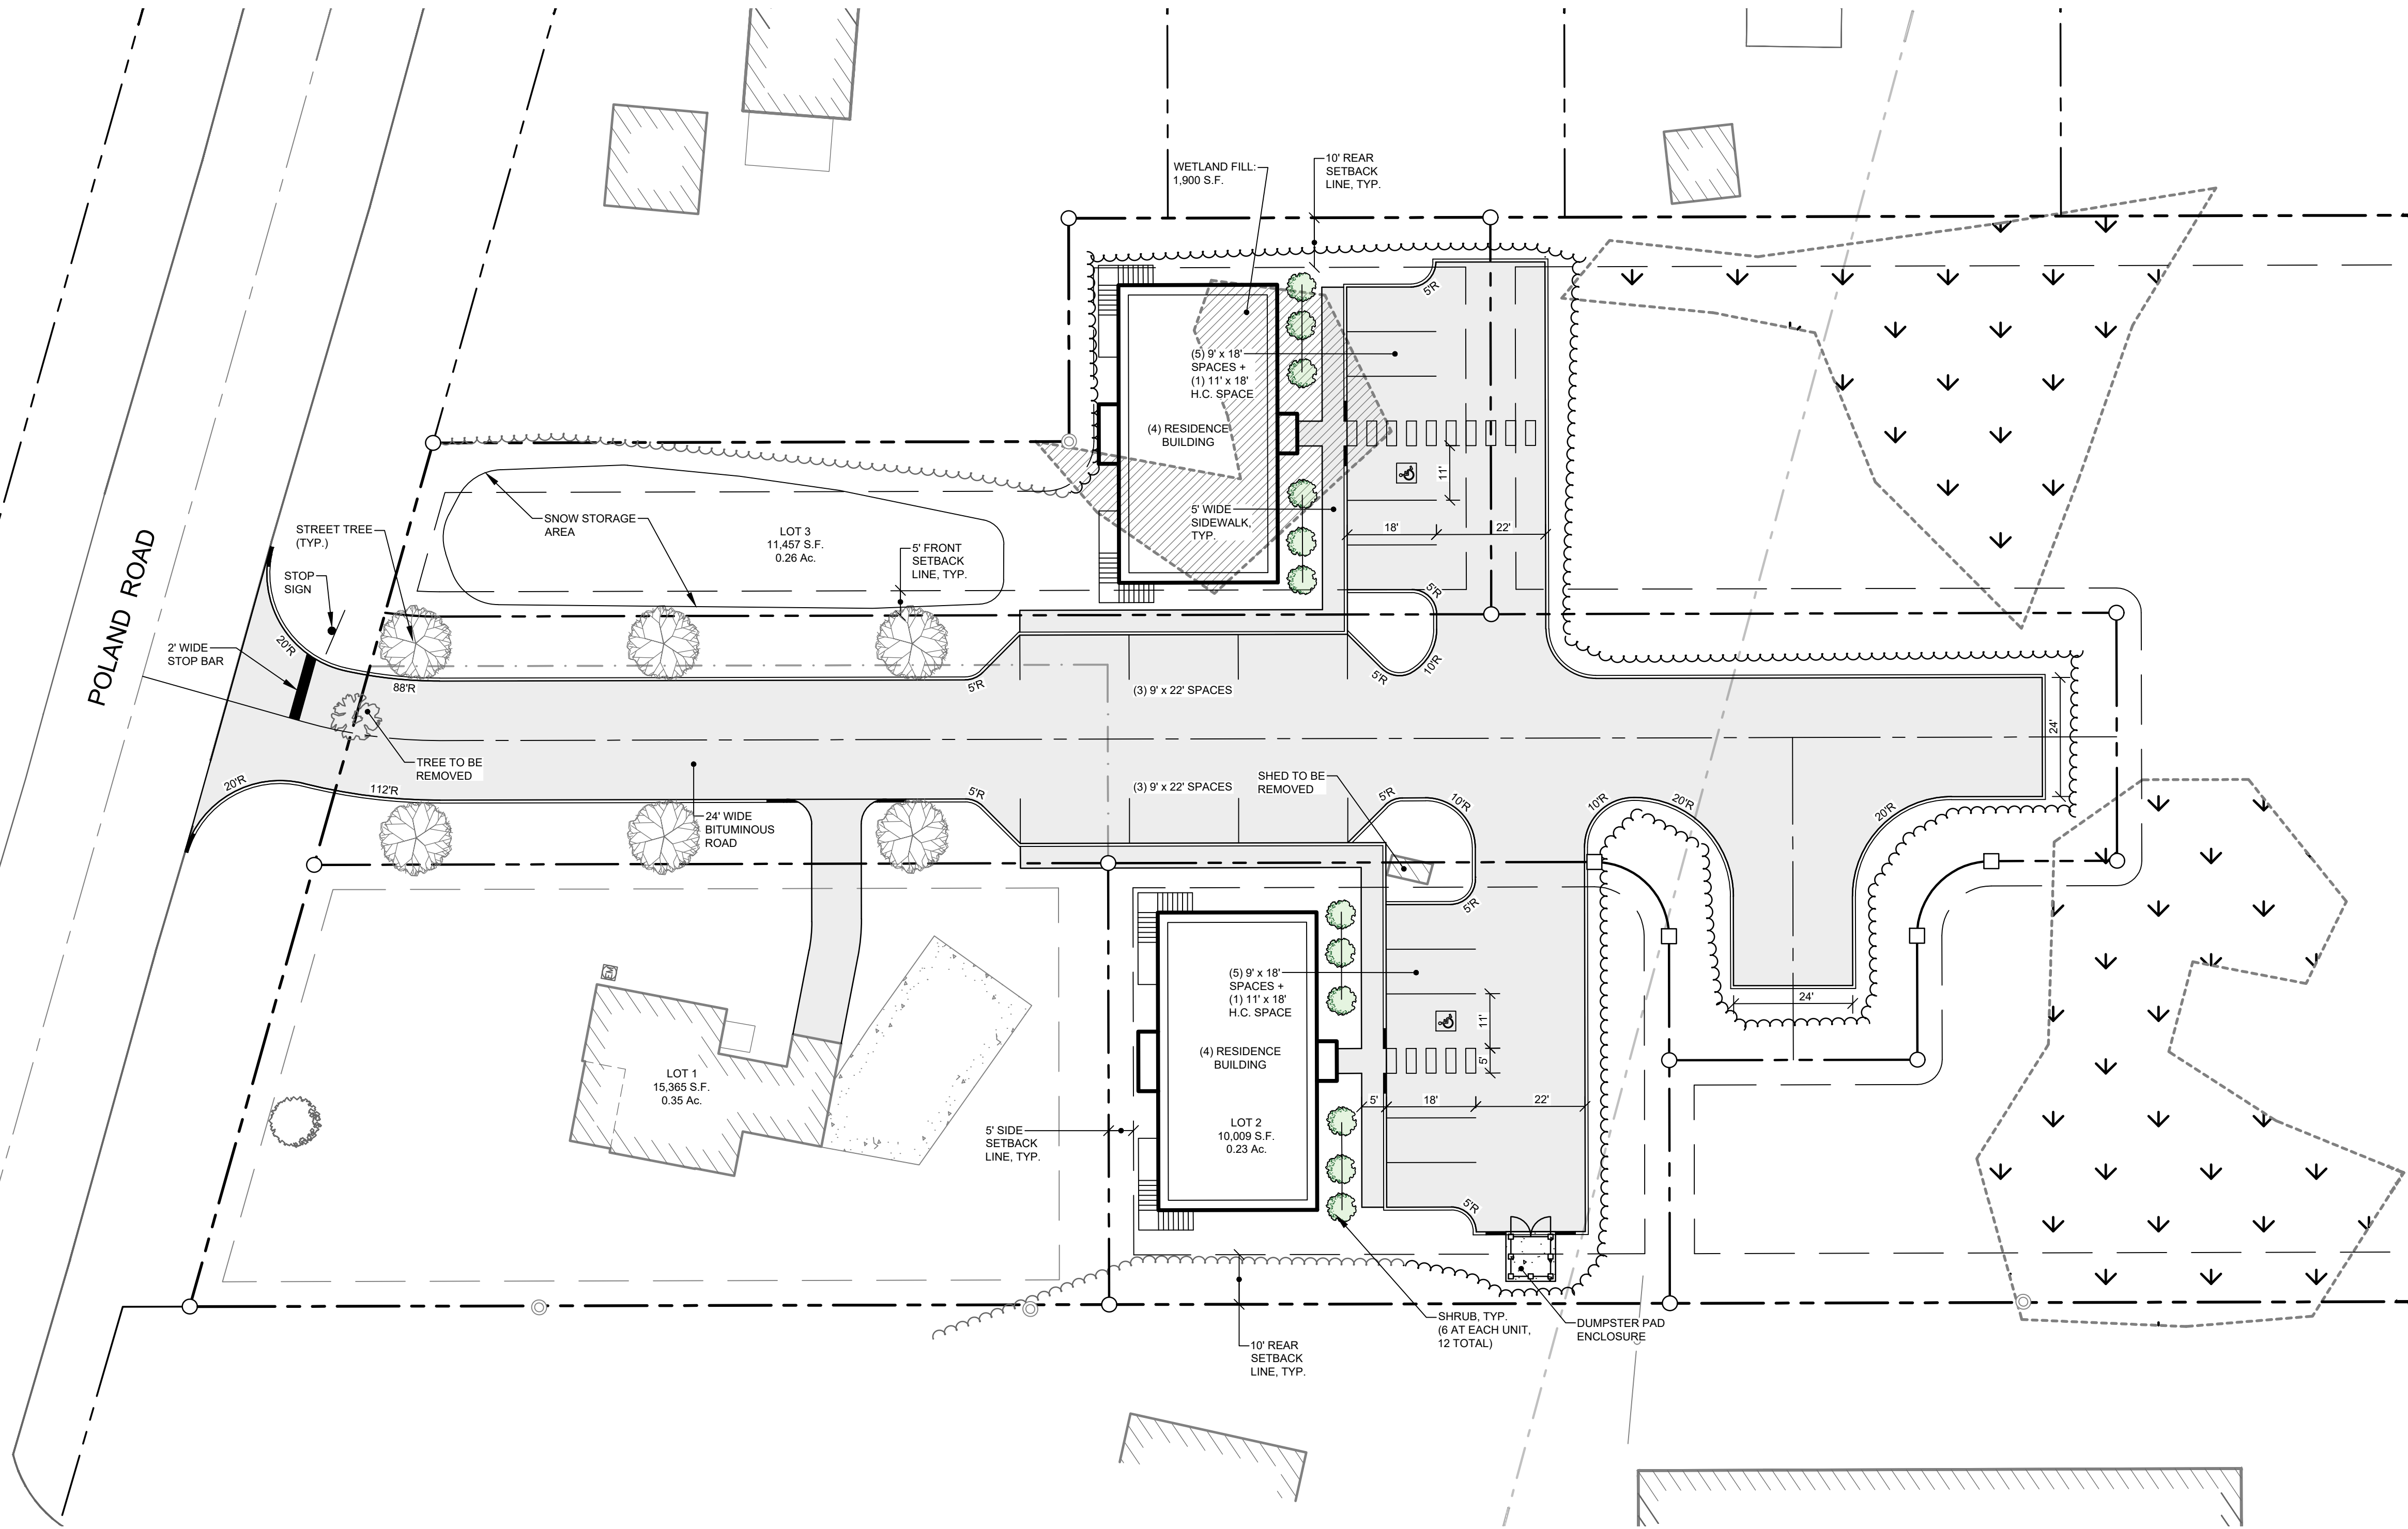 10' REAR
SETBACK
LINE, TYP.
WETLAND FILL:
1,900 S.F.
5'R
(5) 9' x 18'
SPACES +
(1) 11' x 18'
H.C. SPACE
(4) RESIDENCE
BUILDING
11'
5' WIDE
SIDEWALK,
TYP.
18'
22'
SNOW STORAGE
AREA
LOT 3
11,457 S.F.
0.26 Ac.
5' FRONT
SETBACK
LINE, TYP.
STREET TREE
(TYP.)
STOP
SIGN
POLAND ROAD
2' WIDE
STOP BAR
20'R
88'R
5'R
5'R
5'R
10'R
(3) 9' x 22' SPACES
24'
TREE TO BE
REMOVED
20'R
112'R
(3) 9' x 22' SPACES
5'R
SHED TO BE
REMOVED
5'R
10'R
10'R
20'R
20'R
24' WIDE
BITUMINOUS
ROAD
5'R
EM
(5) 9' x 18'
SPACES +
(1) 11' x 18'
H.C. SPACE
24'
11'
5'
(4) RESIDENCE
BUILDING
LOT 1
15,365 S.F.
0.35 Ac.
5'
18'
22'
LOT 2
10,009 S.F.
0.23 Ac.
5' SIDE
SETBACK
LINE, TYP.
5'R
SHRUB, TYP.
(6 AT EACH UNIT,
12 TOTAL)
DUMPSTER PAD
ENCLOSURE
10' REAR
SETBACK
LINE, TYP.